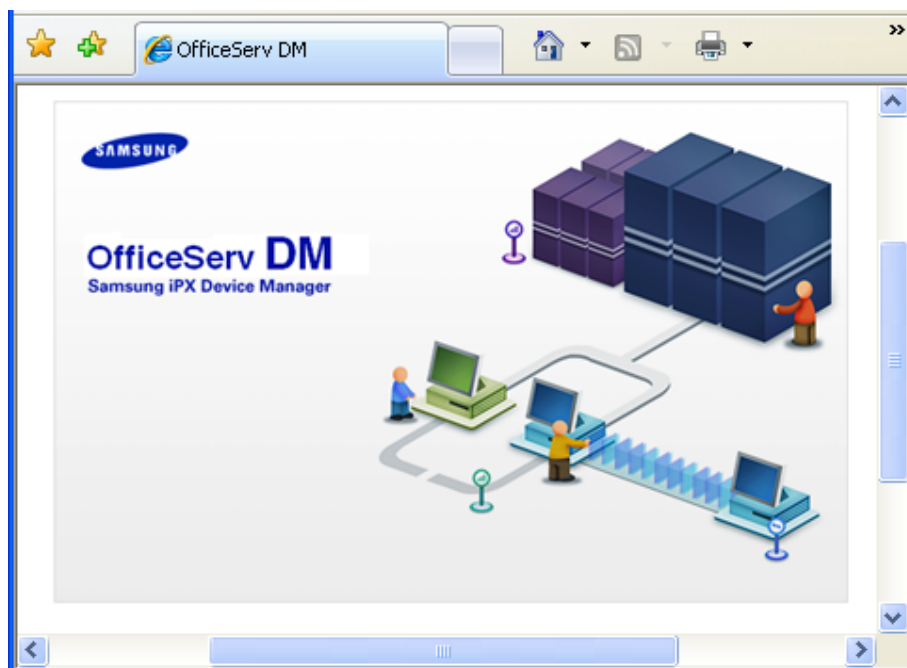 OfficeServ DM
SAMSUNG
OfficeServ DM
Samsung iPX Device Manager